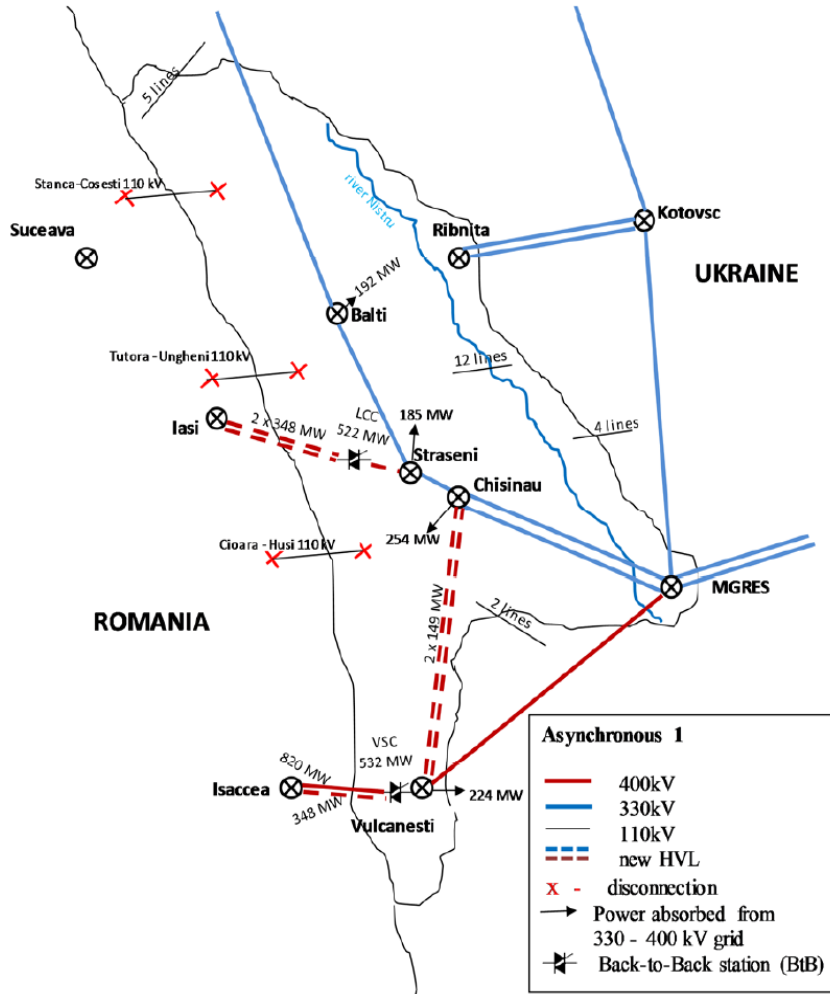 5 lines
Stanca-Cosesti 110 kV
Suceava
river Nistru
Ribnita
Kotovsc
UKRAINE
192 MW
Balti
Tutora - Ungheni 110kV
12 lines
Iasi
2 x 348 MW
LCC
522 MW
185 MW
Straseni
4 lines
Chisinau
254 MW
Cioara - Husi 110 kV
MGRES
ROMANIA
2 lines
2 x 149 MW
VSC
532 MW
820 MW
Isaccea
348 MW
224 MW
Vulcanesti
Asynchronous 1
400kV
330kV
110kV
new HVL
x - disconnection
Power absorbed from
330 - 400 kV grid
Back-to-Back station (BtB)